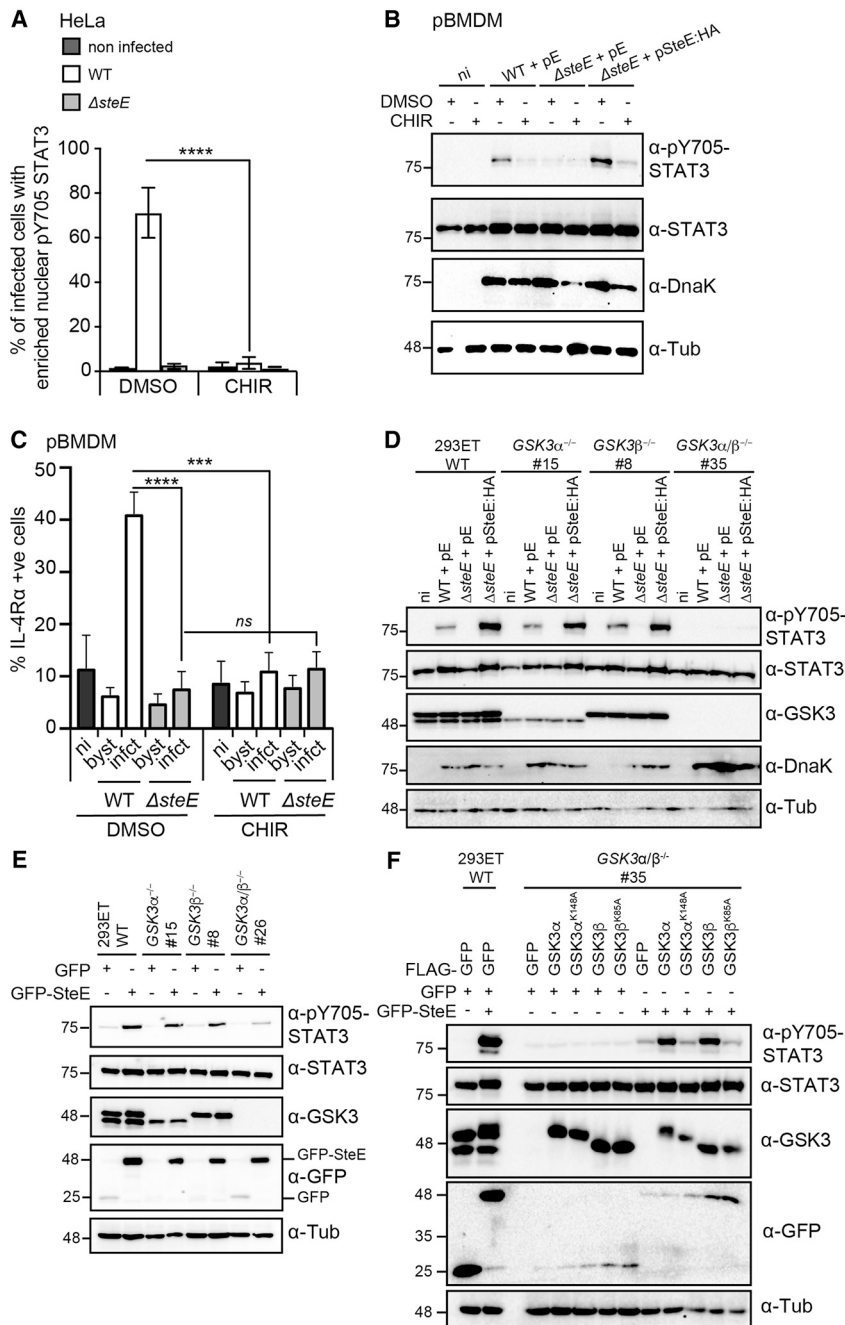 A HeLa
non infected
WT
ΔsteE
% of infected cells with
enriched nuclear pY705 STAT3
100
80
60
40
20
0
****
DMSO CHIR
B pBMDM
ni WT + pE ΔsteE + pE ΔsteE + pSteE:HA
DMSO + - + - + - + -
CHIR - + - + - + - +
75 α-pY705-
STAT3
75 α-STAT3
75 α-DnaK
48 α-Tub
C pBMDM
% IL-4Rα +ve cells
50
40
30
20
10
0
***
****
ns
ni byst infct byst infct ni byst infct byst infct
WT ΔsteE WT ΔsteE
DMSO CHIR
D
293ET GSK3α⁻/⁻ GSK3β⁻/⁻ GSK3α/β⁻/⁻
WT #15 #8 #35
ni WT + pE ΔsteE + pE ΔsteE + pSteE:HA ni WT + pE ΔsteE + pE ΔsteE + pSteE:HA ni WT + pE ΔsteE + pE ΔsteE + pSteE:HA ni WT + pE ΔsteE + pE ΔsteE + pSteE:HA
75 α-pY705-
STAT3
75 α-STAT3
48 α-GSK3
75 α-DnaK
48 α-Tub
E
293ET GSK3α⁻/⁻ GSK3β⁻/⁻ GSK3α/β⁻/⁻
WT #15 #8 #26
GFP + - + - + - + -
GFP-SteE - + - + - + - +
75 α-pY705-
STAT3
75 α-STAT3
48 α-GSK3
48 GFP-SteE
α-GFP
25 GFP
48 α-Tub
F
293ET GSK3α/β⁻/⁻
WT #35
FLAG- GFP GFP GFP GSK3α GSK3αK148A GSK3β GSK3βK85A GFP GSK3α GSK3αK148A GSK3β GSK3βK85A
GFP + + + + + + + - - - - -
GFP-SteE - + - - - - - + + + + +
75 α-pY705-
STAT3
75 α-STAT3
48 α-GSK3
48
35 α-GFP
25
48 α-Tub